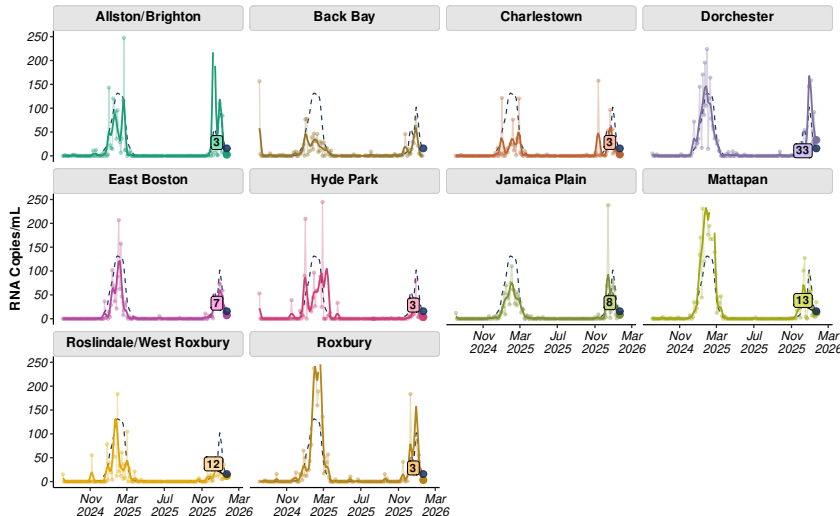 Allston/Brighton
Back Bay
Charlestown
Dorchester
250
200
150
100
50
0
3
3
33
East Boston
Hyde Park
Jamaica Plain
Mattapan
RNA Copies/mL
250
200
150
100
50
0
7
3
8
13
Nov 2024
Mar 2025
Jul 2025
Nov 2025
Mar 2026
Nov 2024
Mar 2025
Jul 2025
Nov 2025
Mar 2026
Roslindale/West Roxbury
Roxbury
250
200
150
100
50
0
12
3
Nov 2024
Mar 2025
Jul 2025
Nov 2025
Mar 2026
Nov 2024
Mar 2025
Jul 2025
Nov 2025
Mar 2026